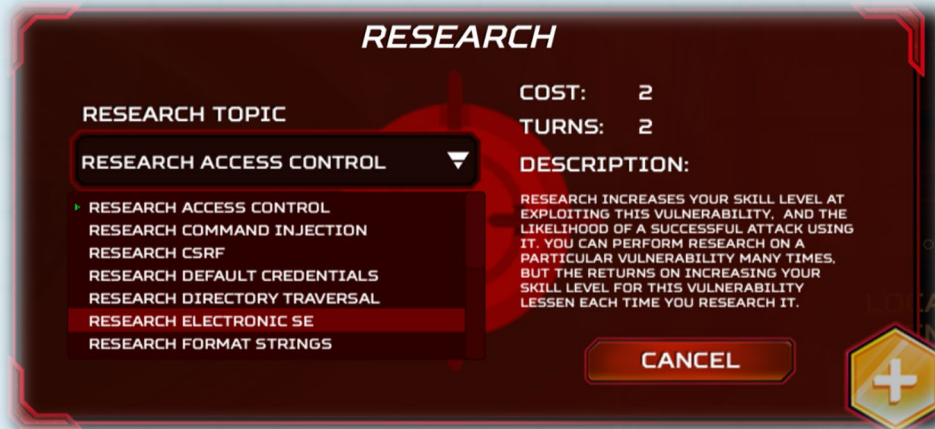 RESEARCH
RESEARCH TOPIC
RESEARCH ACCESS CONTROL
RESEARCH ACCESS CONTROL
RESEARCH COMMAND INJECTION
RESEARCH CSRF
RESEARCH DEFAULT CREDENTIALS
RESEARCH DIRECTORY TRAVERSAL
RESEARCH ELECTRONIC SE
RESEARCH FORMAT STRINGS
COST: 2
TURNS: 2
DESCRIPTION:
RESEARCH INCREASES YOUR SKILL LEVEL AT
EXPLOITING THIS VULNERABILITY, AND THE
LIKELIHOOD OF A SUCCESSFUL ATTACK USING
IT. YOU CAN PERFORM RESEARCH ON A
PARTICULAR VULNERABILITY MANY TIMES,
BUT THE RETURNS ON INCREASING YOUR
SKILL LEVEL FOR THIS VULNERABILITY
LESSEN EACH TIME YOU RESEARCH IT.
CANCEL